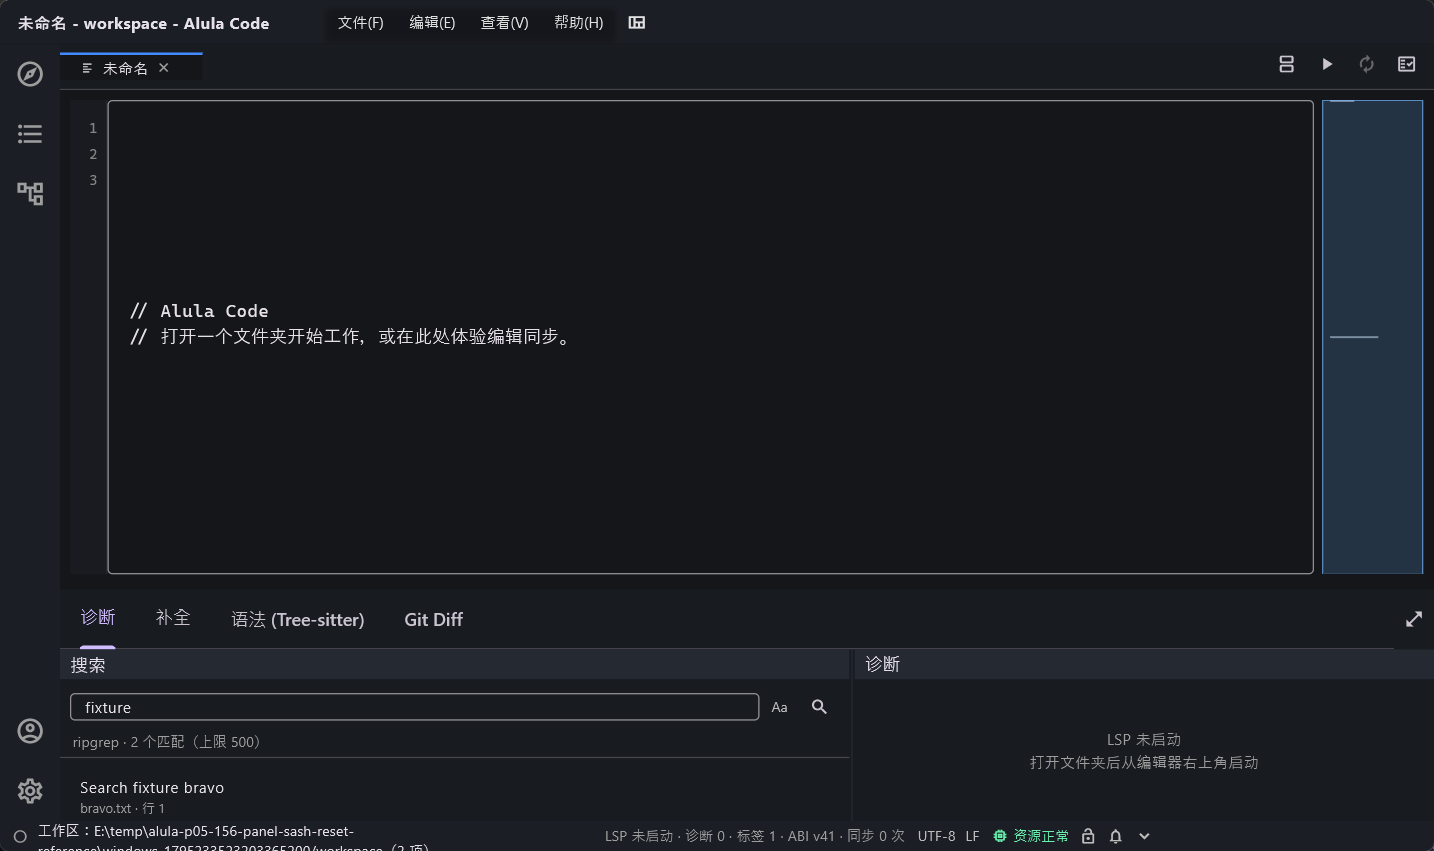 未命名 - workspace - Alula Code
文件(F) 编辑(E) 查看(V) 帮助(H)
未命名
1
2
3
// Alula Code
// 打开一个文件夹开始工作, 或在此处体验编辑同步。
诊断 补全 语法 (Tree-sitter) Git Diff
搜索
诊断
fixture
Aa
ripgrep · 2 个匹配（上限 500）
LSP 未启动
打开文件夹后从编辑器右上角启动
Search fixture bravo
bravo.txt · 行 1
工作区：E:\temp\alula-p05-156-panel-sash-reset-
LSP 未启动 · 诊断 0 · 标签 1 · ABI v41 · 同步 0 次 UTF-8 LF 资源正常